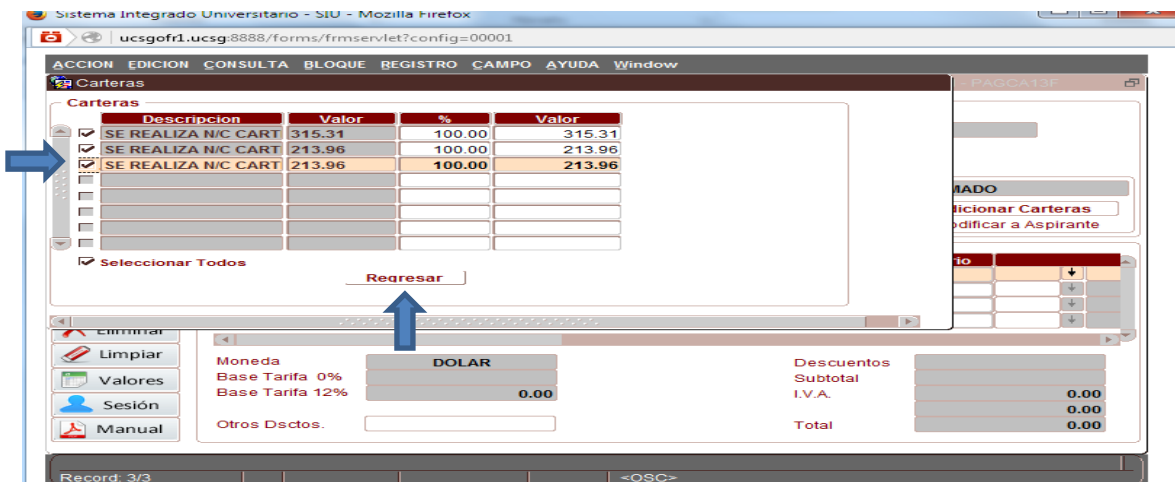 Sistema Integrado Universitario - SIU - Mozilla Firefox
ucsgofr1.ucsg:8888/forms/frmservlet?config=00001
ACCION EDICION CONSULTA BLOQUE REGISTRO CAMPO AYUDA Window
Carteras - PAGCA13F
Carteras
Descripcion Valor % Valor
SE REALIZA N/C CART 315.31 100.00 315.31
SE REALIZA N/C CART 213.96 100.00 213.96
SE REALIZA N/C CART 213.96 100.00 213.96
MADO
dicionar Carteras
odificar a Aspirante
Seleccionar Todos
io
Regresar
Eliminar
Limpiar
Valores
Sesión
Manual
Moneda DOLAR Descuentos
Base Tarifa 0% Subtotal
Base Tarifa 12% 0.00 I.V.A. 0.00
0.00
Otros Dsctos. Total 0.00
Record: 3/3 <OSC>